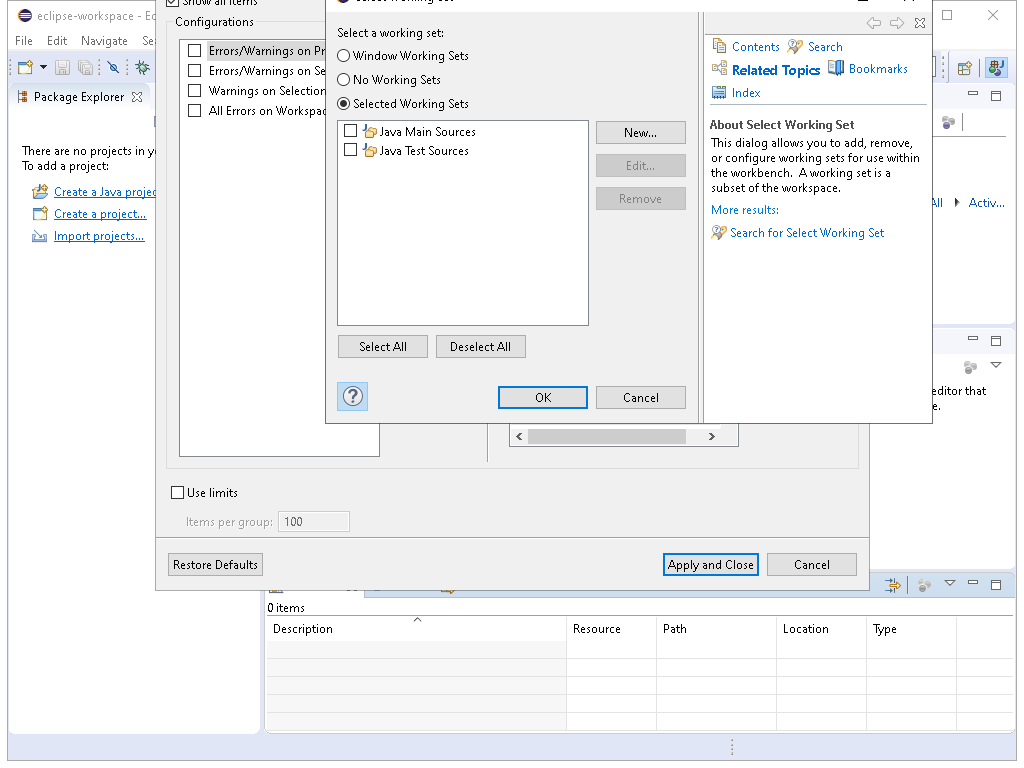 eclipse-workspace - Ec
File Edit Navigate Se
Package Explorer
There are no projects in y
To add a project:
Create a Java projec
Create a project...
Import projects...
Show all items
Configurations
Errors/Warnings on Pr
Errors/Warnings on Se
Warnings on Selection
All Errors on Workspac
Use limits
Items per group: 100
Restore Defaults
Apply and Close
Cancel
Select a working set:
Window Working Sets
No Working Sets
Selected Working Sets
Java Main Sources
Java Test Sources
New...
Edit...
Remove
Select All
Deselect All
OK
Cancel
Contents Search
Related Topics Bookmarks
Index
About Select Working Set
This dialog allows you to add, remove,
or configure working sets for use within
the workbench. A working set is a
subset of the workspace.
More results:
Search for Select Working Set
All Activ...
editor that
e.
0 items
Description Resource Path Location Type